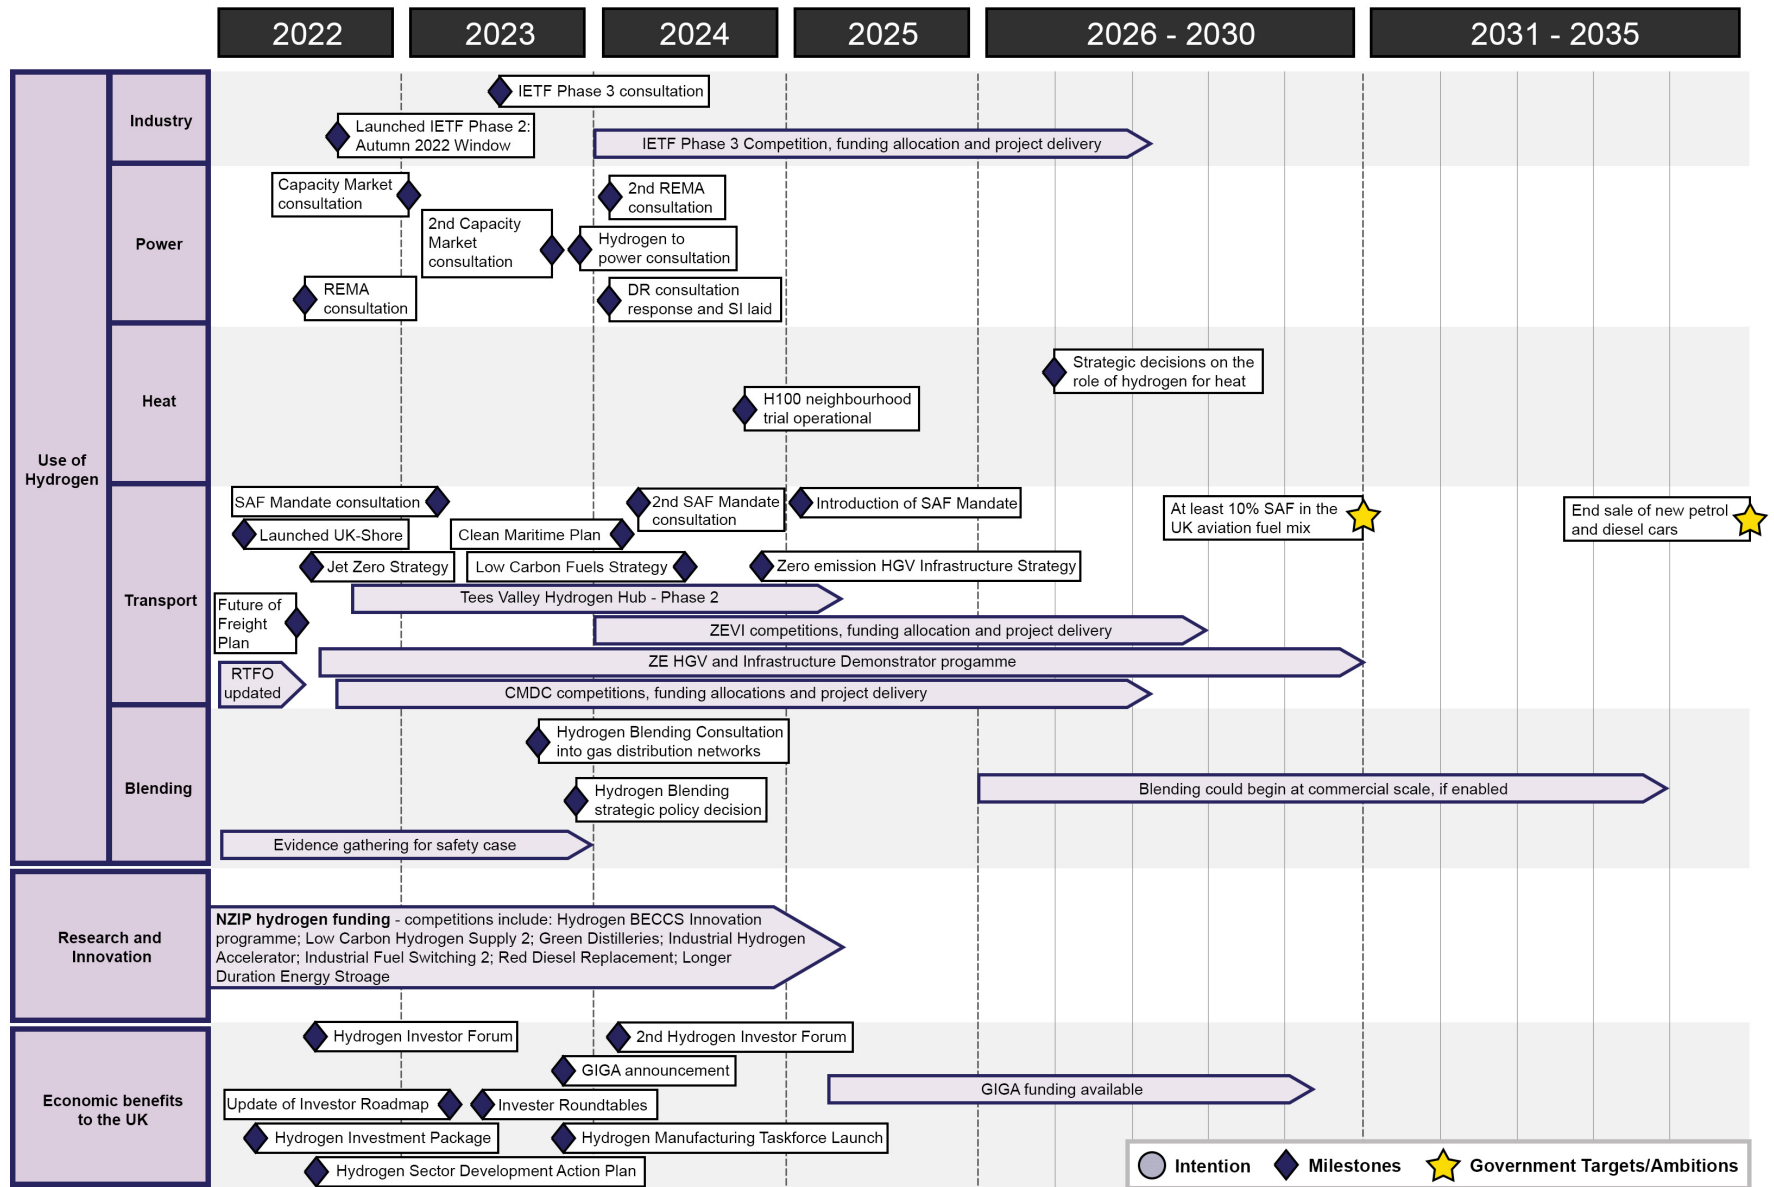 2022
2023
2024
2025
2026 - 2030
2031 - 2035
Use of
Hydrogen
Industry
IETF Phase 3 consultation
Launched IETF Phase 2:
Autumn 2022 Window
IETF Phase 3 Competition, funding allocation and project delivery
Power
Capacity Market
consultation
2nd REMA
consultation
2nd Capacity
Market
consultation
Hydrogen to
power consultation
REMA
consultation
DR consultation
response and SI laid
Heat
Strategic decisions on the
role of hydrogen for heat
H100 neighbourhood
trial operational
Transport
SAF Mandate consultation
2nd SAF Mandate
consultation
Introduction of SAF Mandate
At least 10% SAF in the
UK aviation fuel mix
End sale of new petrol
and diesel cars
Launched UK-Shore
Clean Maritime Plan
Jet Zero Strategy
Low Carbon Fuels Strategy
Zero emission HGV Infrastructure Strategy
Tees Valley Hydrogen Hub - Phase 2
Future of
Freight
Plan
ZEVI competitions, funding allocation and project delivery
ZE HGV and Infrastructure Demonstrator progamme
RTFO
updated
CMDC competitions, funding allocations and project delivery
Blending
Hydrogen Blending Consultation
into gas distribution networks
Hydrogen Blending
strategic policy decision
Blending could begin at commercial scale, if enabled
Evidence gathering for safety case
Research and
Innovation
NZIP hydrogen funding - competitions include: Hydrogen BECCS Innovation
programme; Low Carbon Hydrogen Supply 2; Green Distilleries; Industrial Hydrogen
Accelerator; Industrial Fuel Switching 2; Red Diesel Replacement; Longer
Duration Energy Stroage
Economic benefits
to the UK
Hydrogen Investor Forum
2nd Hydrogen Investor Forum
GIGA announcement
GIGA funding available
Update of Investor Roadmap
Invester Roundtables
Hydrogen Investment Package
Hydrogen Manufacturing Taskforce Launch
Hydrogen Sector Development Action Plan
Intention
Milestones
Government Targets/Ambitions